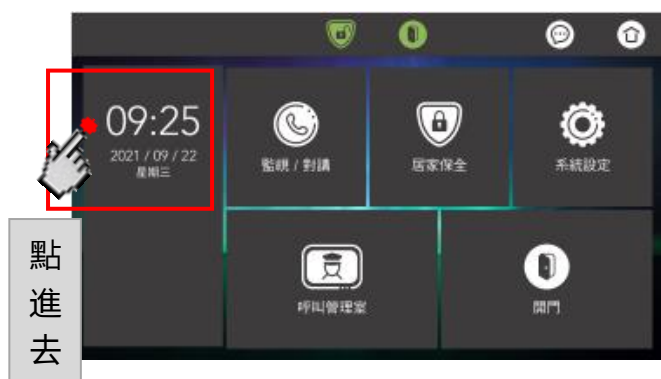 09:25
2021 / 09 / 22
星期三
監視 / 對講
居家保全
系統設定
呼叫管理室
開門
點
進
去